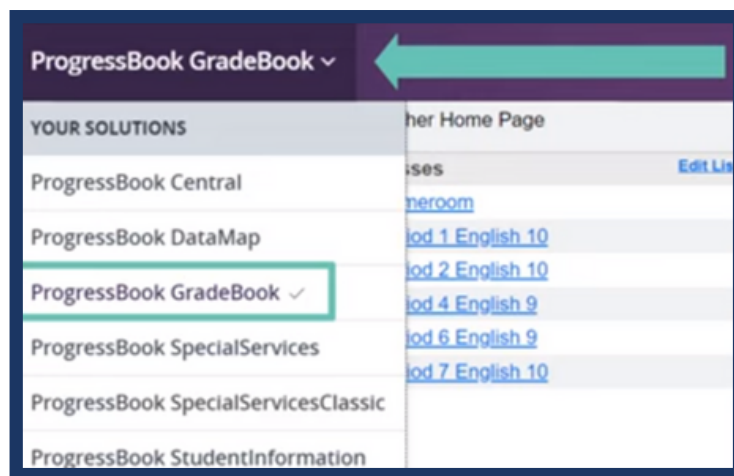 ProgressBook GradeBook
YOUR SOLUTIONS
ProgressBook Central
ProgressBook DataMap
ProgressBook GradeBook ✓
ProgressBook SpecialServices
ProgressBook SpecialServicesClassic
ProgressBook StudentInformation
her Home Page
sses
Edit Lis
meroom
iod 1 English 10
iod 2 English 10
iod 4 English 9
iod 6 English 9
iod 7 English 10